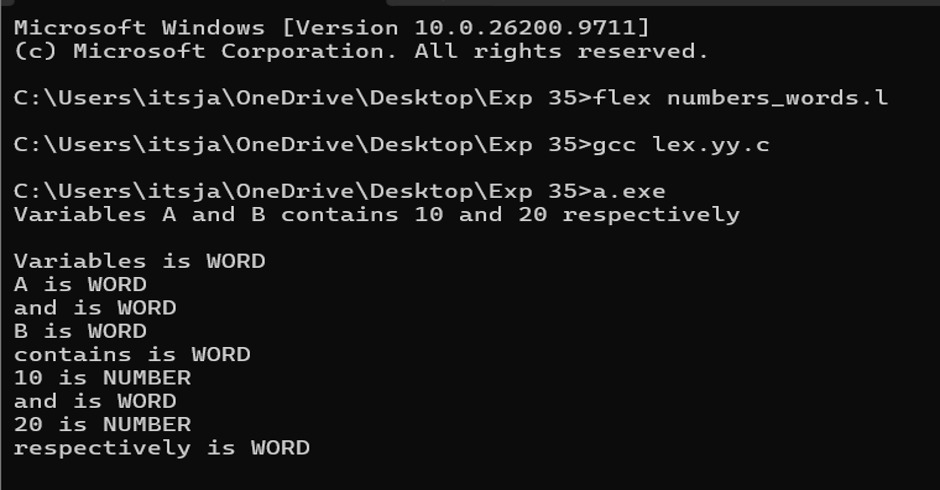 Microsoft Windows [Version 10.0.26200.9711]
(c) Microsoft Corporation. All rights reserved.
C:\Users\itsja\OneDrive\Desktop\Exp 35>flex numbers_words.l
C:\Users\itsja\OneDrive\Desktop\Exp 35>gcc lex.yy.c
C:\Users\itsja\OneDrive\Desktop\Exp 35>a.exe
Variables A and B contains 10 and 20 respectively
Variables is WORD
A is WORD
and is WORD
B is WORD
contains is WORD
10 is NUMBER
and is WORD
20 is NUMBER
respectively is WORD